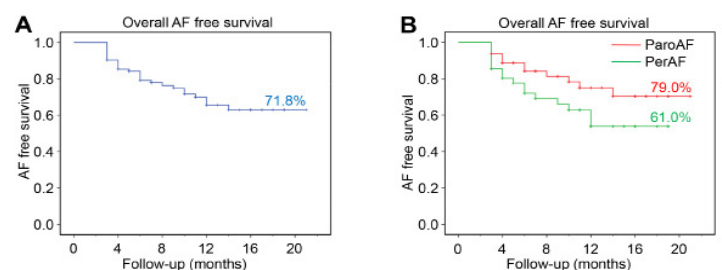 A
Overall AF free survival
AF free survival
1.0
0.8
0.6
0.4
0.2
0.0
71.8%
0 4 8 12 16 20
Follow-up (months)
B
Overall AF free survival
AF free survival
1.0
0.8
0.6
0.4
0.2
0.0
ParoAF
PerAF
79.0%
61.0%
0 4 8 12 16 20
Follow-up (months)